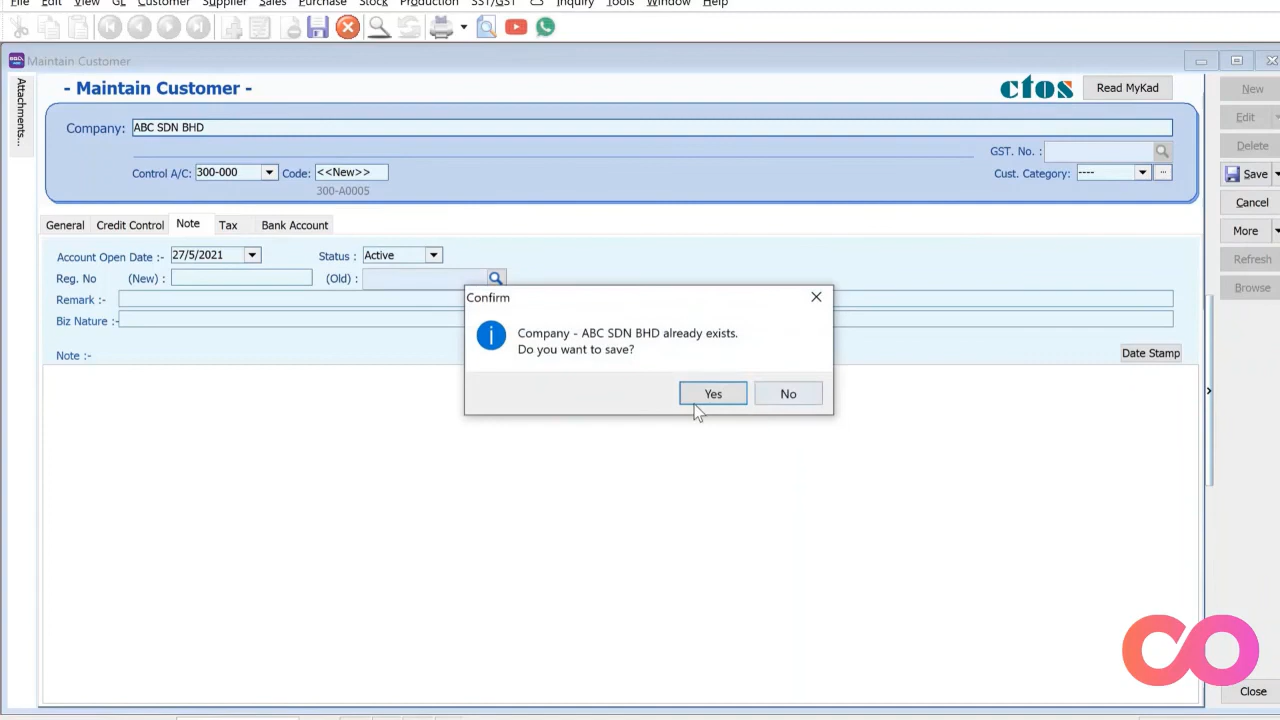 File Edit View GL Customer Supplier Sales Purchase Stock Production SST/GST Inquiry Tools Window Help
Maintain Customer
Attachments...
- Maintain Customer -
ctos
Read MyKad
New
Company: ABC SDN BHD
Edit
GST. No. :
Delete
Control A/C: 300-000 Code: <<New>>
Cust. Category: ----
...
Save
300-A0005
Cancel
General Credit Control Note Tax Bank Account
More
Account Open Date :- 27/5/2021 Status : Active
Refresh
Reg. No (New) : (Old) :
Browse
Remark :-
Biz Nature :-
Note :-
Date Stamp
Confirm
Company - ABC SDN BHD already exists.
Do you want to save?
Yes No
Close